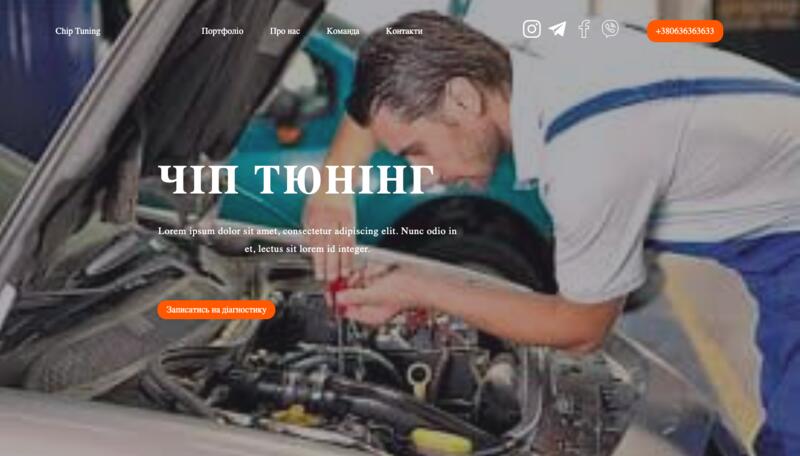 Chip Tuning
Портфоліо
Про нас
Команда
Контакти
+380636363633
ЧІП ТЮНІНГ
Lorem ipsum dolor sit amet, consectetur adipiscing elit. Nunc odio in
et, lectus sit lorem id integer.
Записатись на діагностику